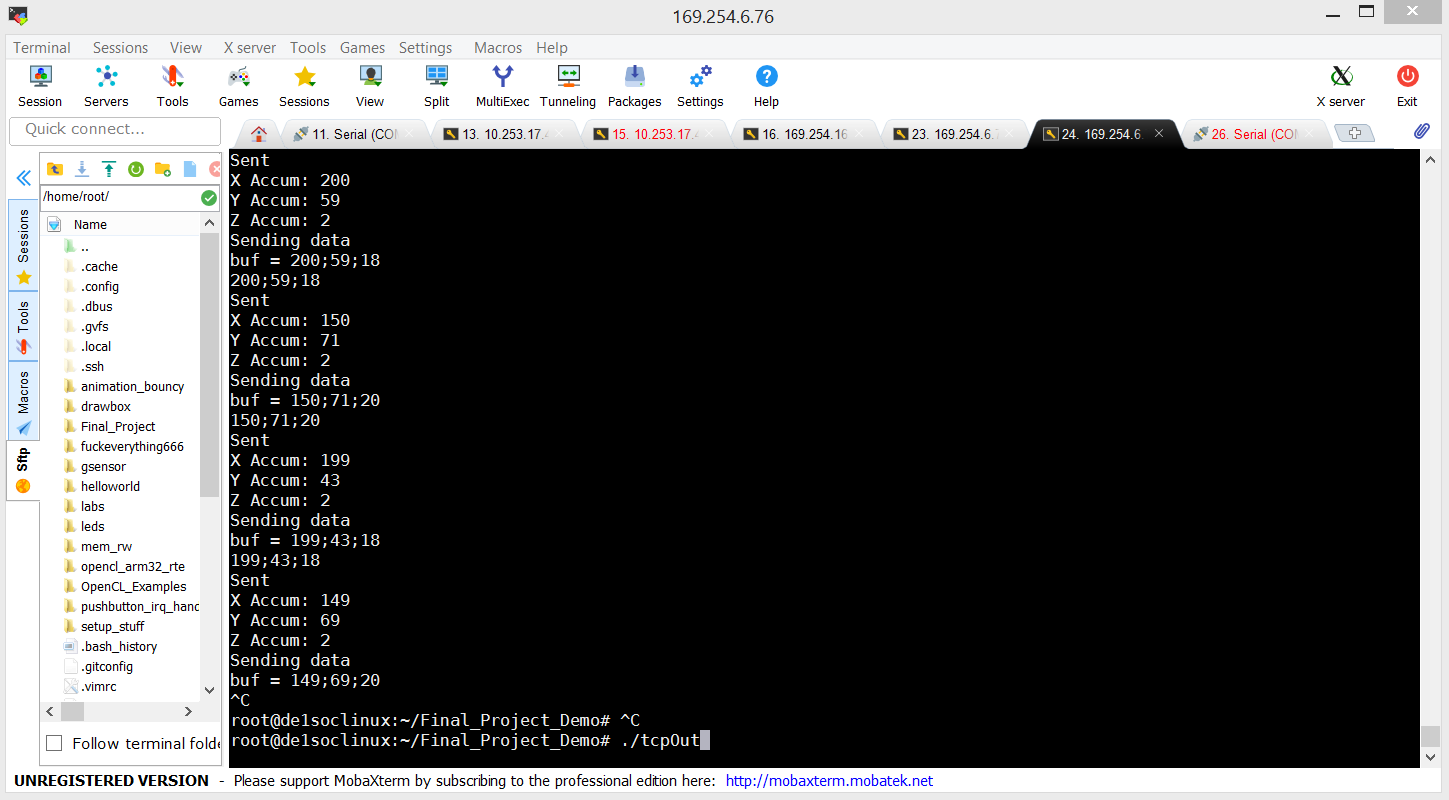 169.254.6.76
Terminal Sessions View X server Tools Games Settings Macros Help
Session Servers Tools Games Sessions View Split MultiExec Tunneling Packages Settings Help X server Exit
Quick connect...
11. Serial (CO
13. 10.253.17.
15. 10.253.17.
16. 169.254.16
23. 169.254.6.
24. 169.254.6.
26. Serial (CO
Sessions
Tools
Macros
Sftp
/home/root/
Name
..
.cache
.config
.dbus
.gvfs
.local
.ssh
animation_bouncy
drawbox
Final_Project
fuckeverything666
gsensor
helloworld
labs
leds
mem_rw
opencl_arm32_rte
OpenCL_Examples
pushbutton_irq_hand
setup_stuff
.bash_history
.gitconfig
.vimrc
Follow terminal folde
Sent
X Accum: 200
Y Accum: 59
Z Accum: 2
Sending data
buf = 200;59;18
200;59;18
Sent
X Accum: 150
Y Accum: 71
Z Accum: 2
Sending data
buf = 150;71;20
150;71;20
Sent
X Accum: 199
Y Accum: 43
Z Accum: 2
Sending data
buf = 199;43;18
199;43;18
Sent
X Accum: 149
Y Accum: 69
Z Accum: 2
Sending data
buf = 149;69;20
^C
root@de1soclinux:~/Final_Project_Demo# ^C
root@de1soclinux:~/Final_Project_Demo# ./tcpOut
UNREGISTERED VERSION - Please support MobaXterm by subscribing to the professional edition here: http://mobaxterm.mobatek.net